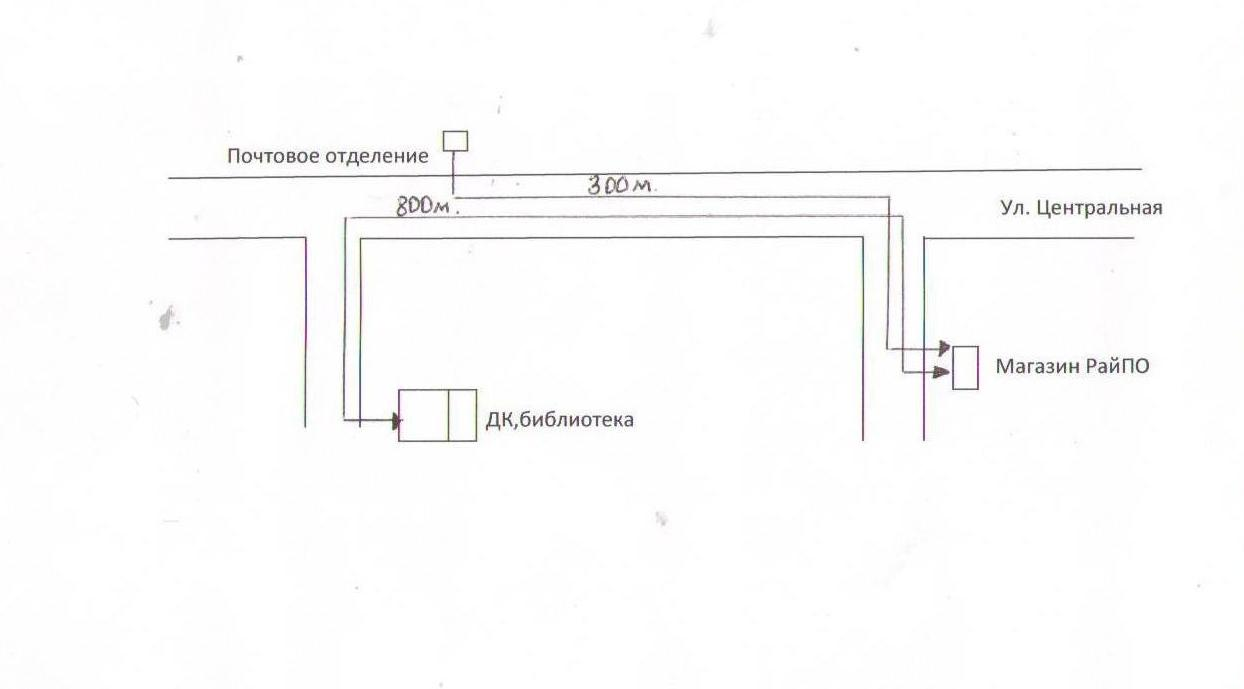 Почтовое отделение
300м.
800м.
Ул. Центральная
Магазин РайПО
ДК,библиотека